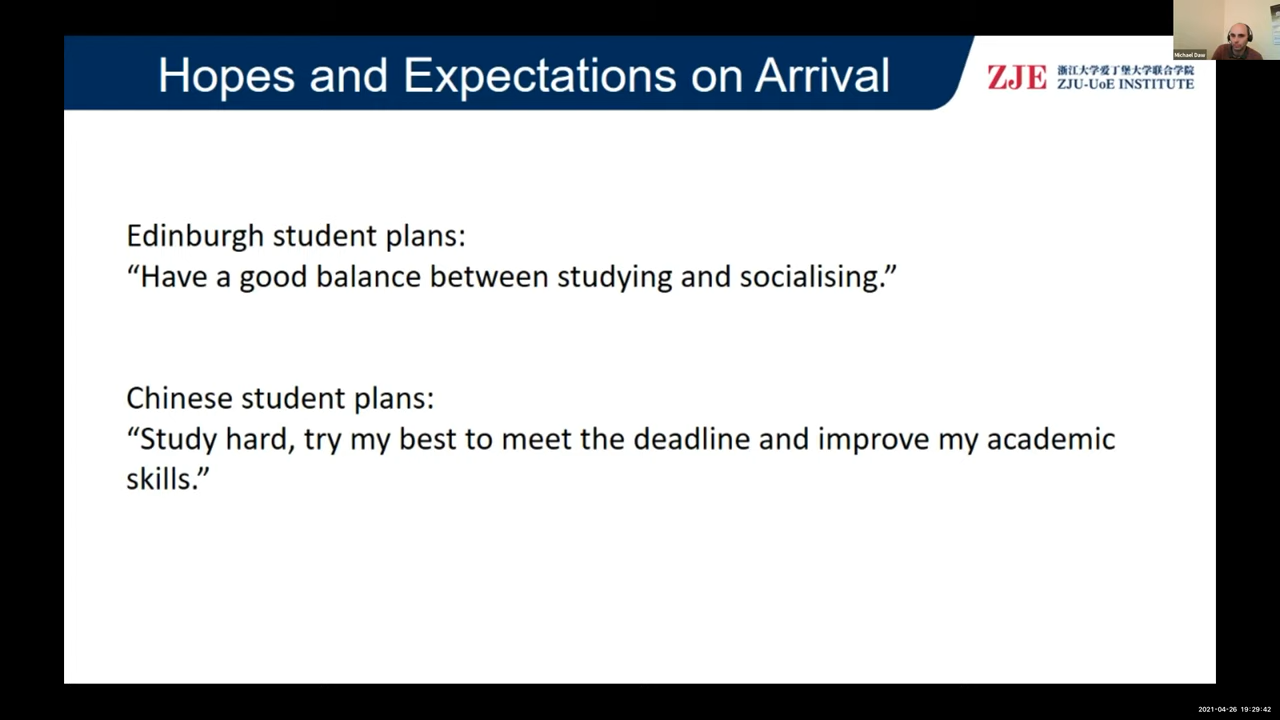 Hopes and Expectations on Arrival
ZJE
浙江大学爱丁堡大学联合学院
ZJU-UoE INSTITUTE
Michael Daw
Edinburgh student plans:
“Have a good balance between studying and socialising.”
Chinese student plans:
“Study hard, try my best to meet the deadline and improve my academic
skills.”
2021-04-26 19:29:42